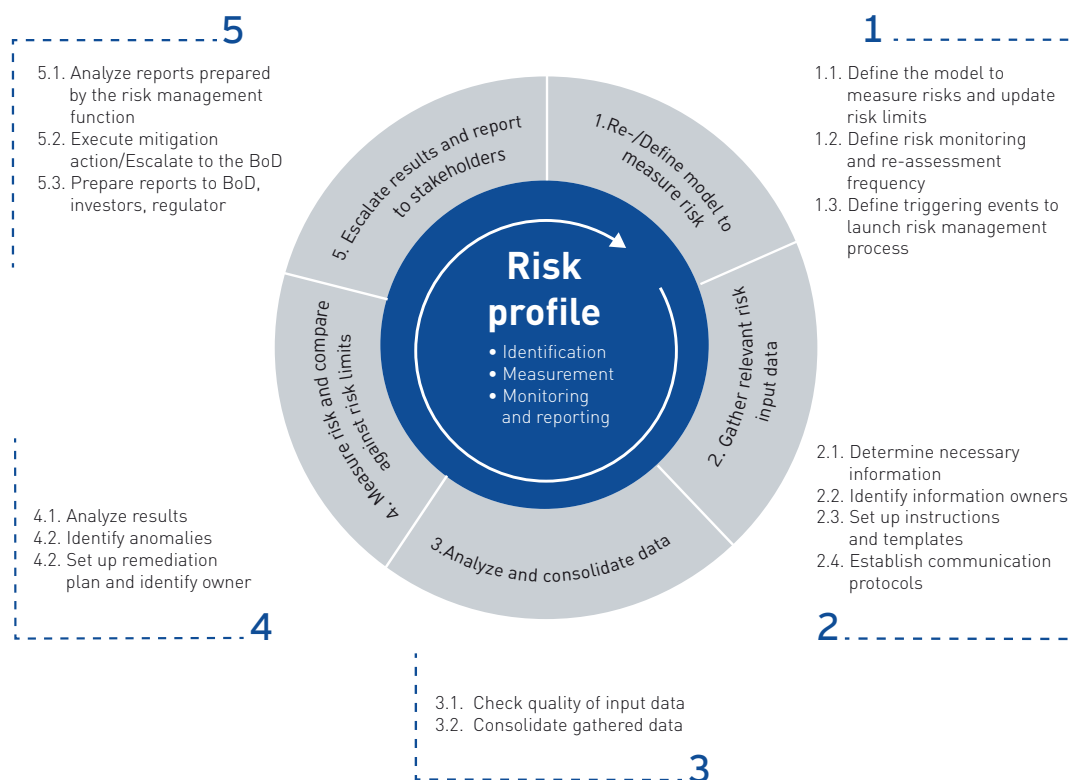 5
5.1. Analyze reports prepared
by the risk management
function
5.2. Execute mitigation
action/Escalate to the BoD
5.3. Prepare reports to BoD,
investors, regulator
1
1.1. Define the model to
measure risks and update
risk limits
1.2. Define risk monitoring
and re-assessment
frequency
1.3. Define triggering events to
launch risk management
process
5. Escalate results and report
to stakeholders
1.Re-/Define model to
measure risk
Risk
profile
• Identification
• Measurement
• Monitoring
and reporting
2. Gather relevant risk
input data
4. Measure risk and compare
against risk limits
3.Analyze and consolidate data
2.1. Determine necessary
information
2.2. Identify information owners
2.3. Set up instructions
and templates
2.4. Establish communication
protocols
2
4.1. Analyze results
4.2. Identify anomalies
4.2. Set up remediation
plan and identify owner
4
3.1. Check quality of input data
3.2. Consolidate gathered data
3